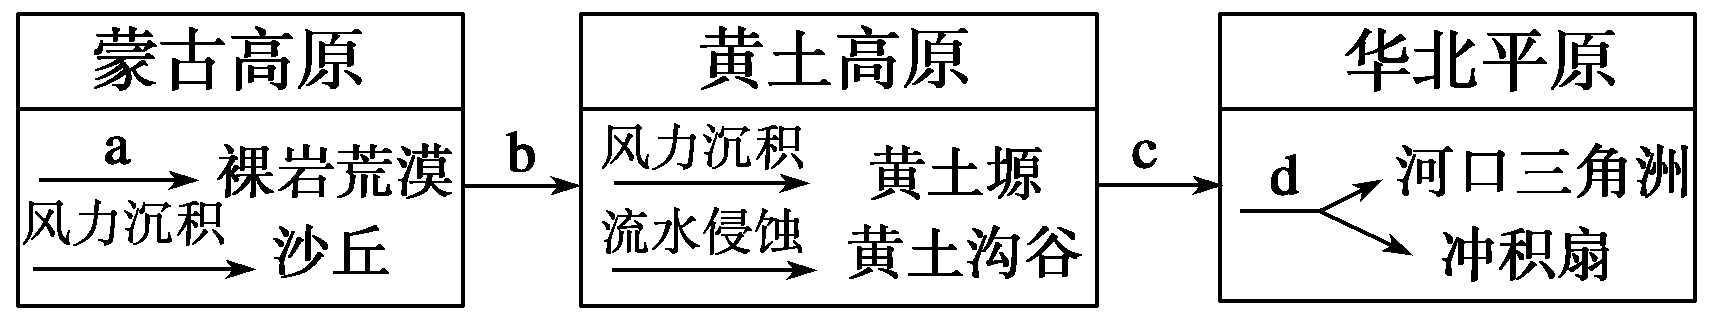 蒙古高原
a
裸岩荒漠
风力沉积
沙丘
b
黄土高原
风力沉积
黄土塬
流水侵蚀
黄土沟谷
c
华北平原
d
河口三角洲
冲积扇